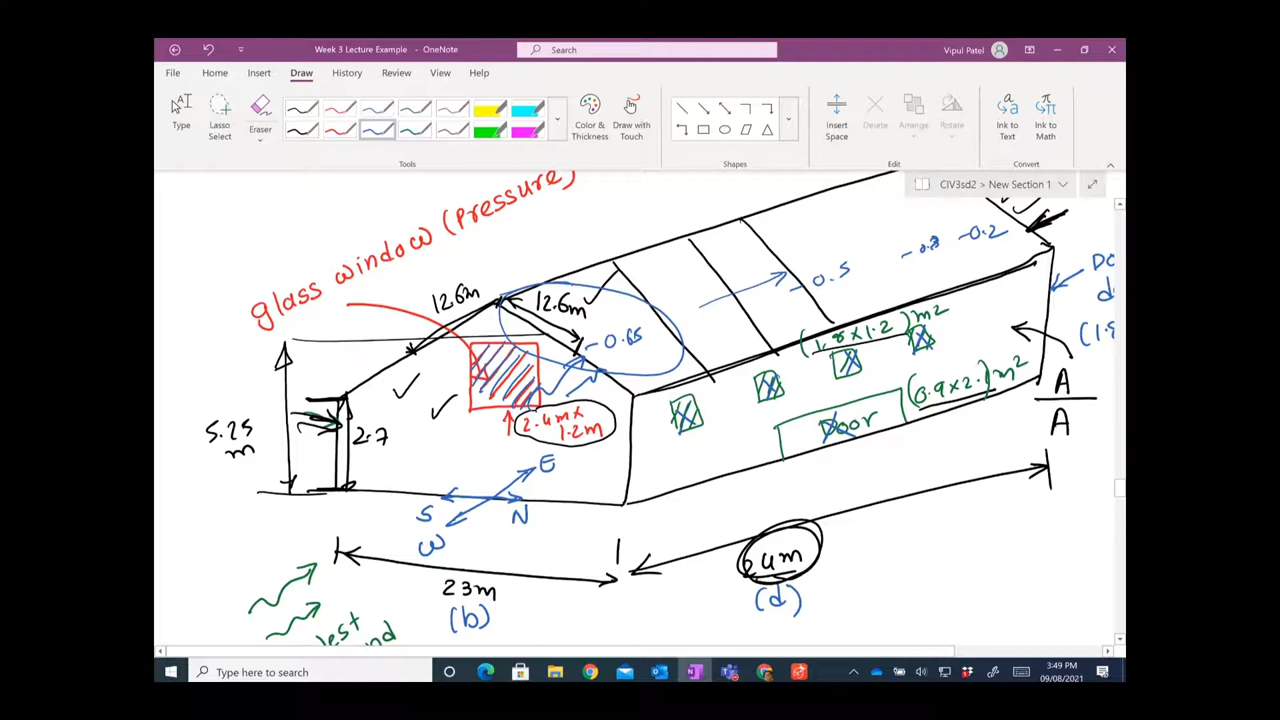 Week 3 Lecture Example - OneNote
Search
Vipul Patel
File
Home
Insert
Draw
History
Review
View
Help
Type
Lasso Select
Eraser
Color & Thickness
Draw with Touch
Insert Space
Delete
Arrange
Rotate
Ink to Text
Ink to Math
Tools
Shapes
Edit
Convert
CIV3sd2 > New Section 1
glass window (Pressure)
12.6m
12.6m
-0.65
-0.5
-0.3
-0.2
(1.8x1.2)m2
(0.9x2.)m2
Door
2.4mx
1.2m
5.25
m
2.7
A
A
E
S
N
W
23m
(b)
4m
(d)
Type here to search
3:49 PM
09/08/2021